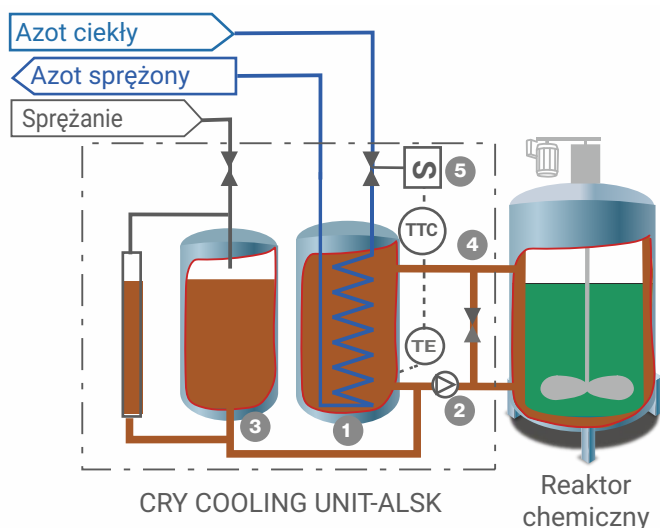 Azot ciekły
Azot sprężony
Sprężanie
S
5
TTC
4
TE
2
3
1
CRY COOLING UNIT-ALSK
Reaktor
chemiczny